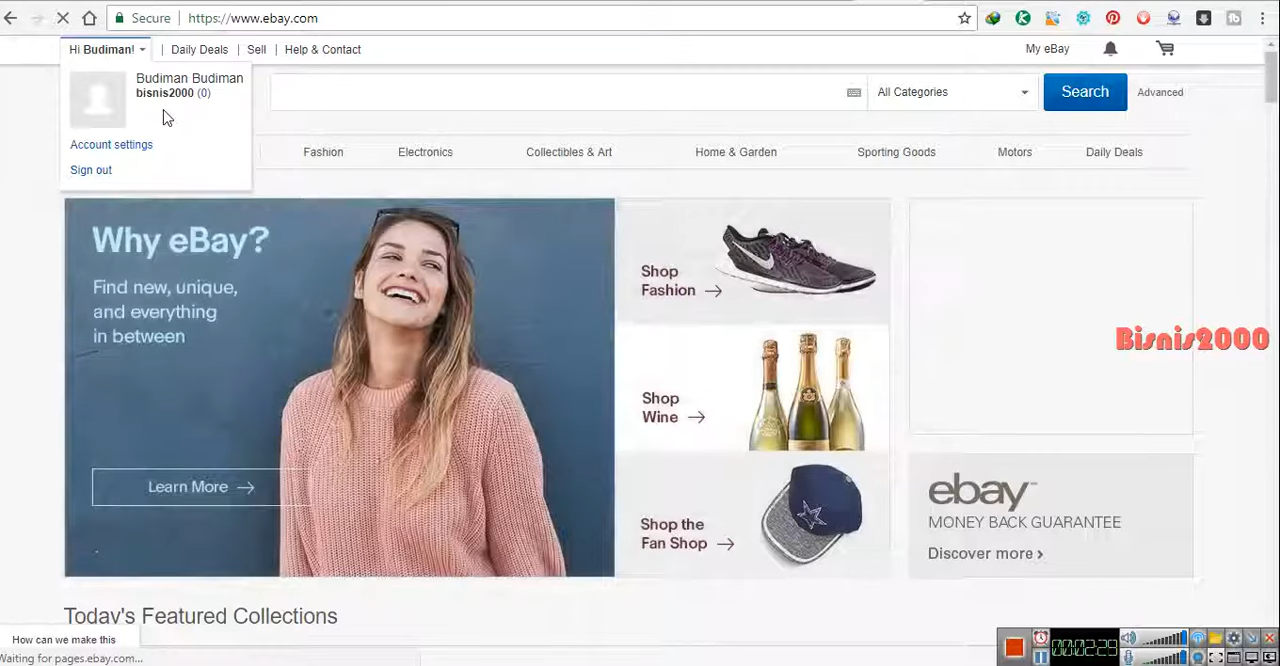 Secure
https://www.ebay.com
Hi Budiman!
Daily Deals
Sell
Help & Contact
My eBay
Budiman Budiman
bisnis2000 (0)
Account settings
Sign out
All Categories
Search
Advanced
Fashion
Electronics
Collectibles & Art
Home & Garden
Sporting Goods
Motors
Daily Deals
Why eBay?
Find new, unique,
and everything
in between
Learn More
Shop
Fashion
Shop
Wine
Shop the
Fan Shop
Bisnis2000
ebay
MONEY BACK GUARANTEE
Discover more
Today's Featured Collections
How can we make this
Waiting for pages.ebay.com...
00:02:29